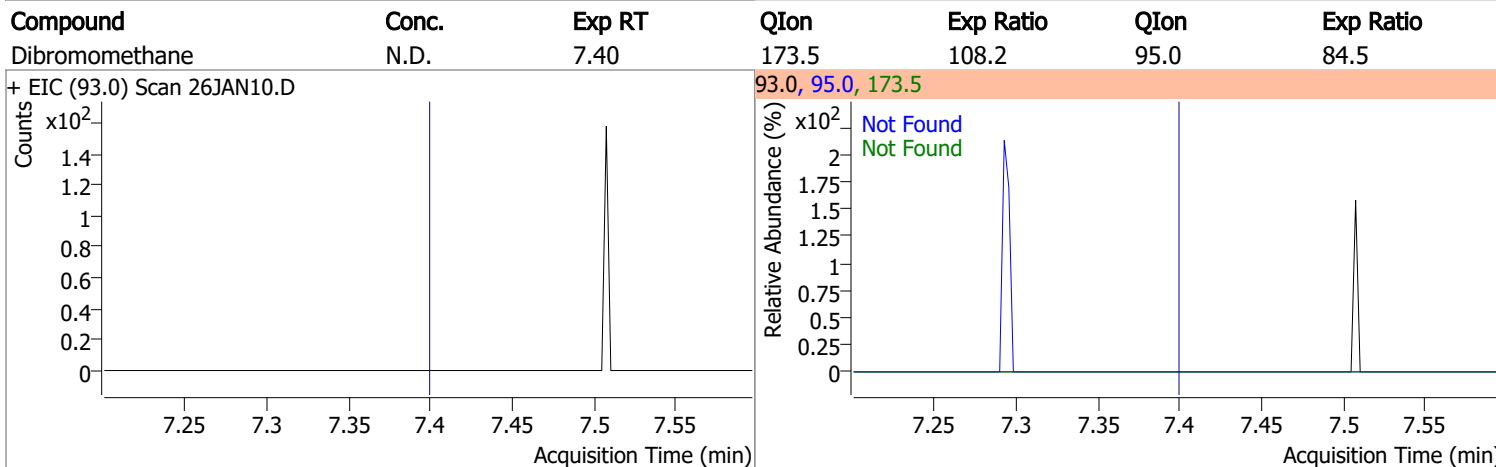 Compound Conc. Exp RT QIon Exp Ratio QIon Exp Ratio
Dibromomethane N.D. 7.40 173.5 108.2 95.0 84.5
+ EIC (93.0) Scan 26JAN10.D
Counts
x10²
1.4
1.2
1
0.8
0.6
0.4
0.2
0
7.25 7.3 7.35 7.4 7.45 7.5 7.55
Acquisition Time (min)
93.0, 95.0, 173.5
Relative Abundance (%)
x10²
Not Found
Not Found
2
1.75
1.5
1.25
1
0.75
0.5
0.25
0
7.25 7.3 7.35 7.4 7.45 7.5 7.55
Acquisition Time (min)